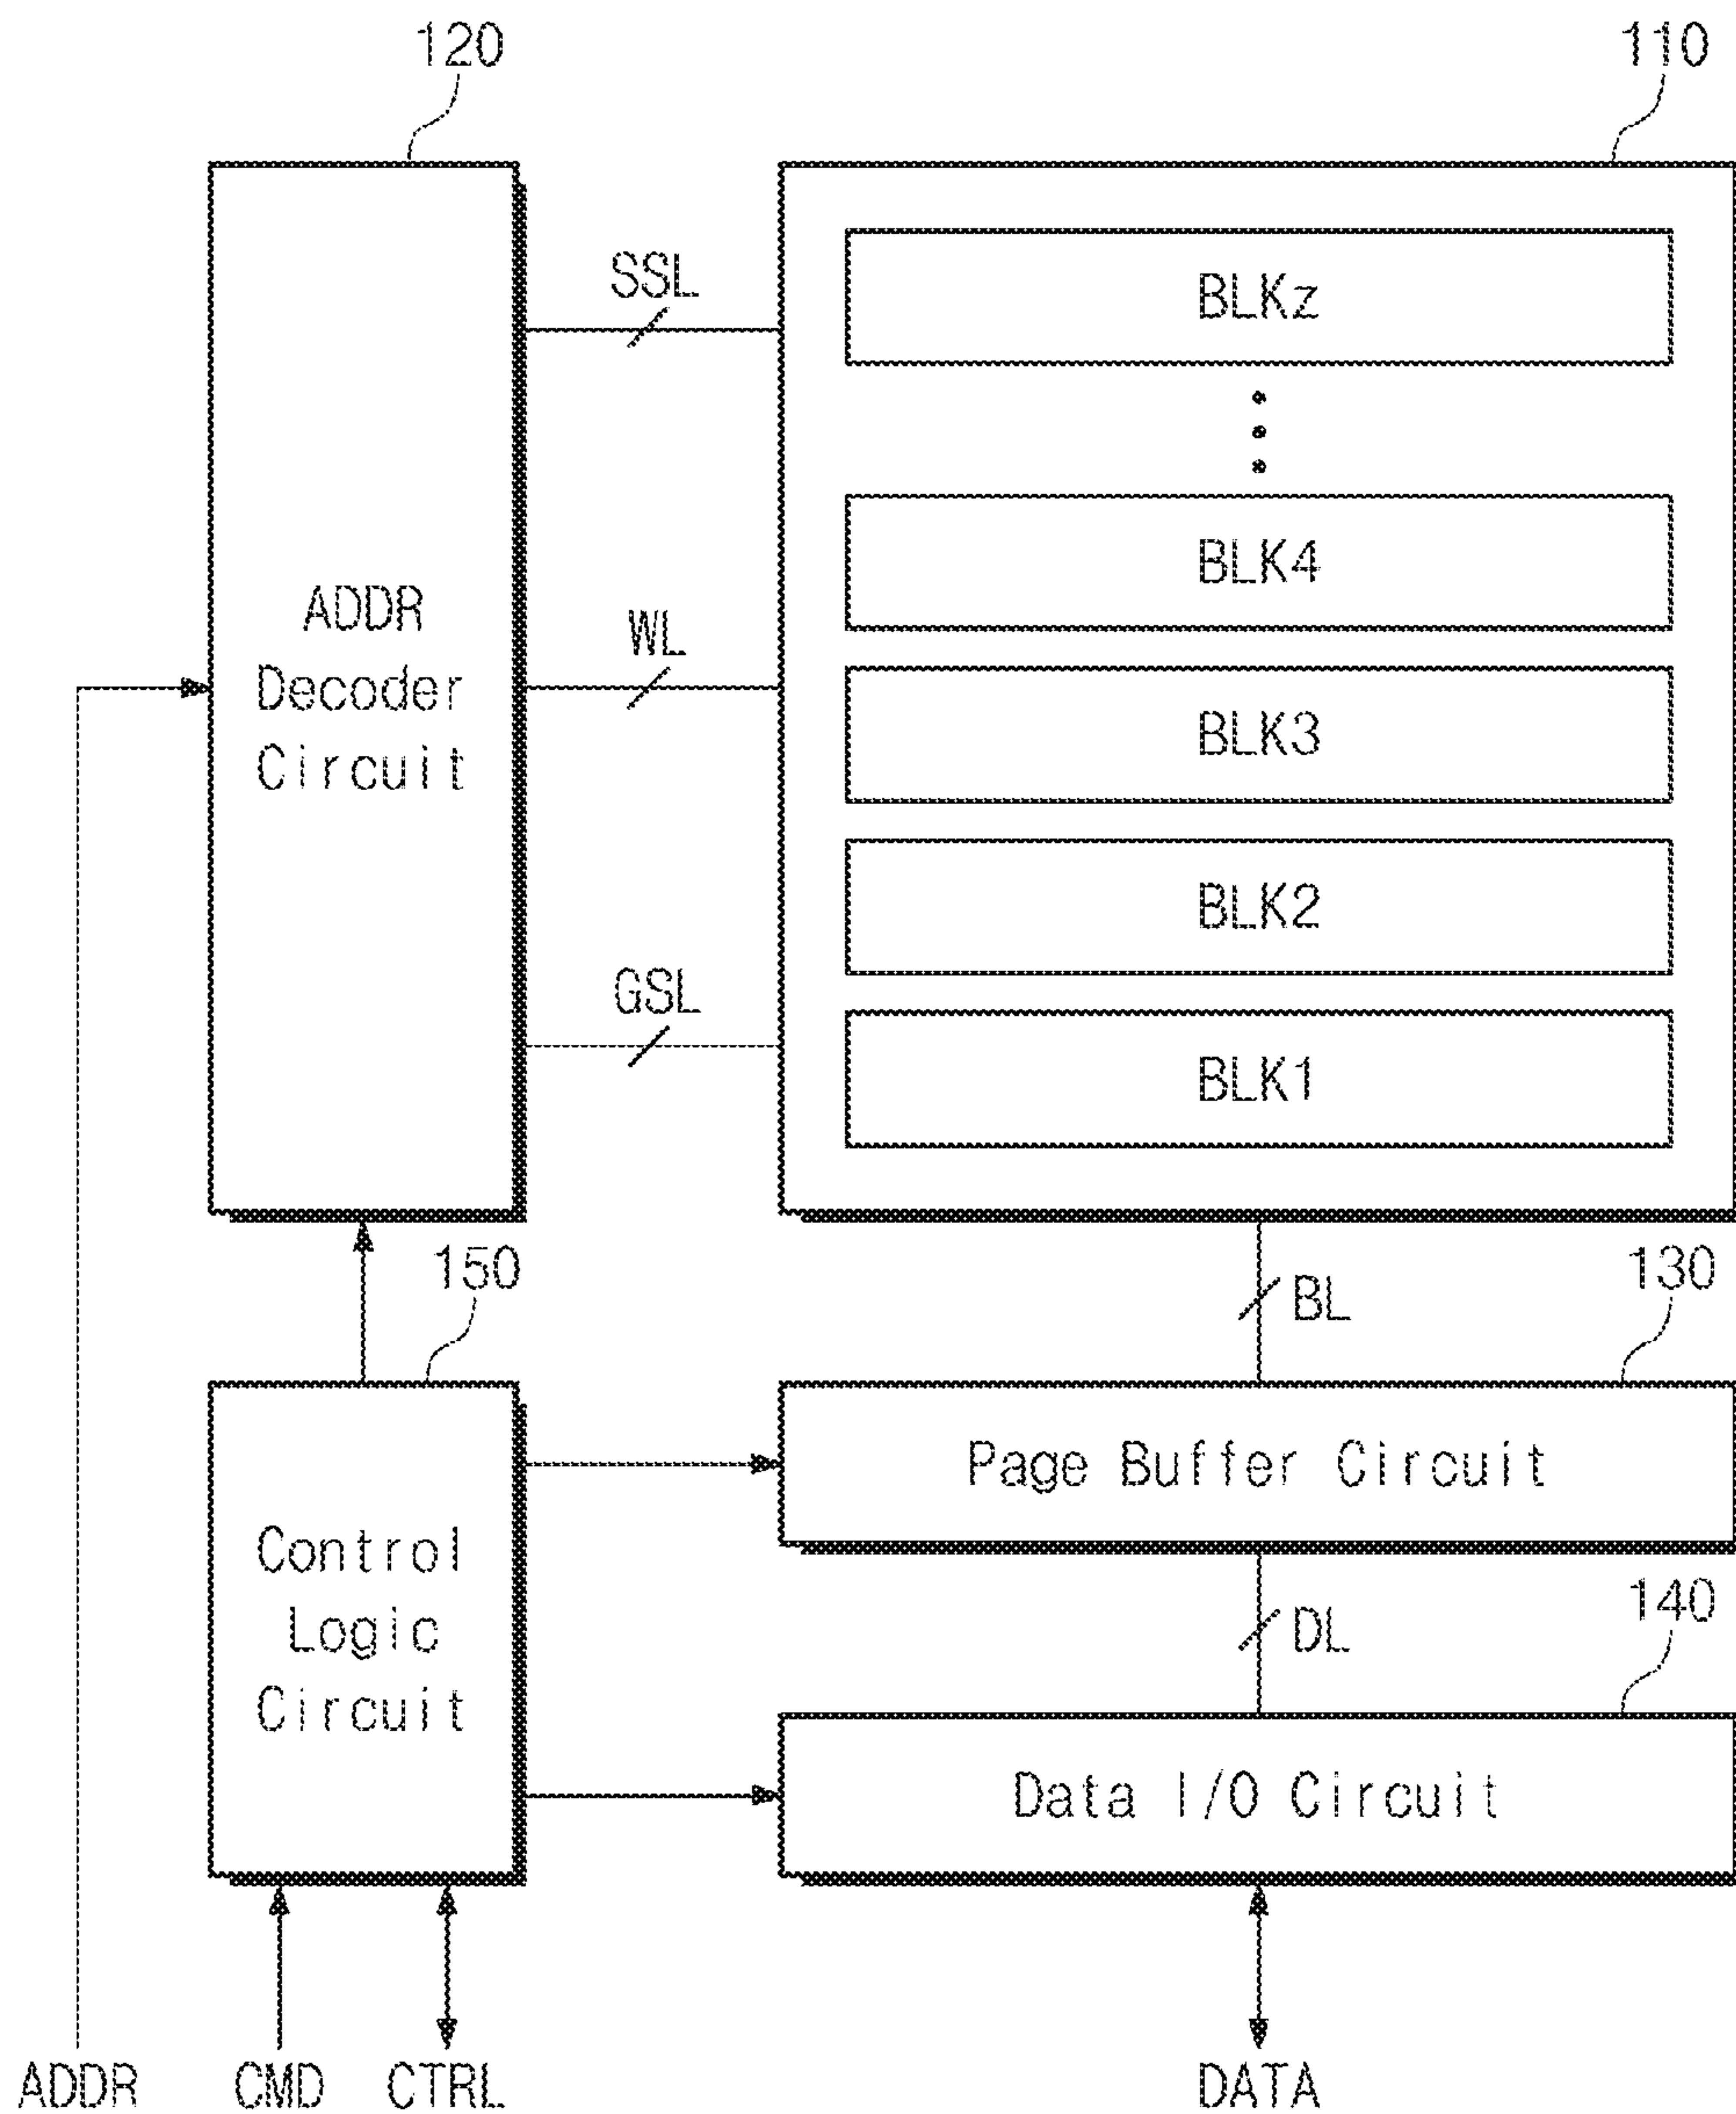 120
110
SSL
BLKz
BLK4
ADDR
Decoder
Circuit
WL
BLK3
BLK2
GSL
BLK1
150
BL
130
Page Buffer Circuit
Control
Logic
Circuit
DL
140
Data I/O Circuit
ADDR
CMD
CTRL
DATA